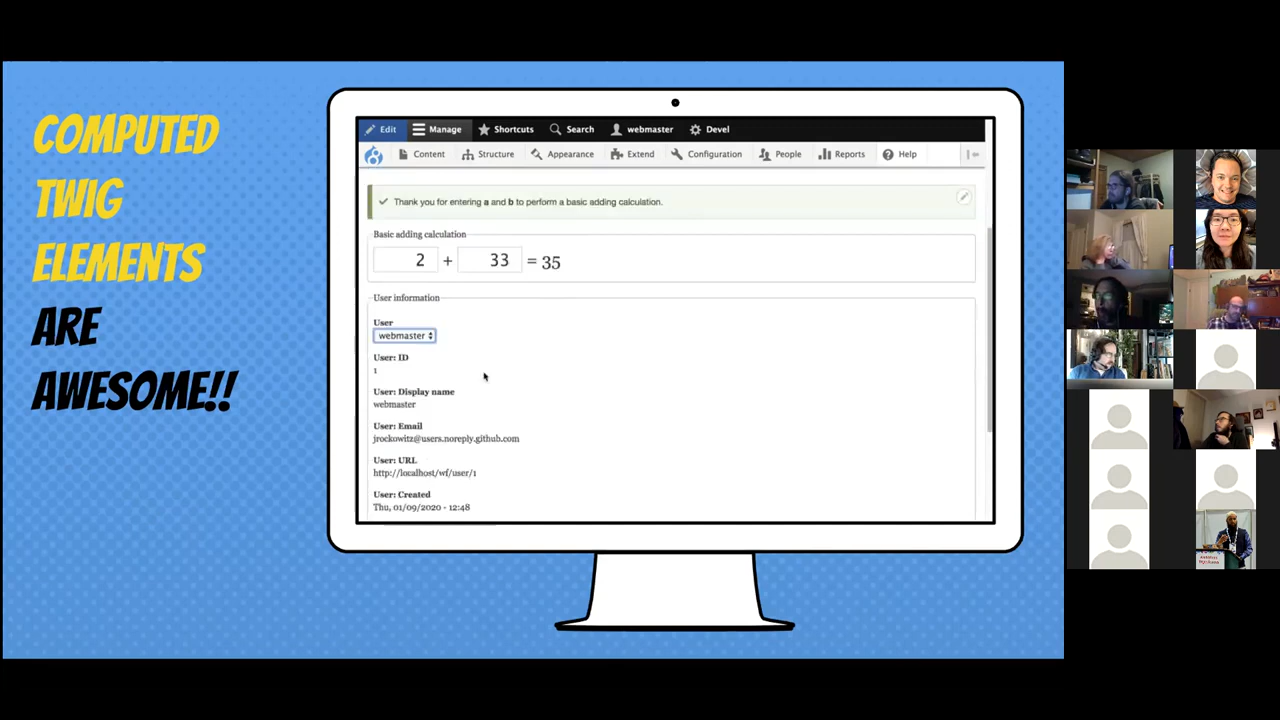 COMPUTED
TWIG
ELEMENTS
ARE
AWESOME!!
Edit Manage Shortcuts Search webmaster Devel
Content Structure Appearance Extend Configuration People Reports Help
Thank you for entering a and b to perform a basic adding calculation.
Basic adding calculation
2 + 33 = 35
User information
User
webmaster
User: ID
1
User: Display name
webmaster
User: Email
jrockowitz@users.noreply.github.com
User: URL
http://localhost/wf/user/1
User: Created
Thu, 01/09/2020 - 12:48